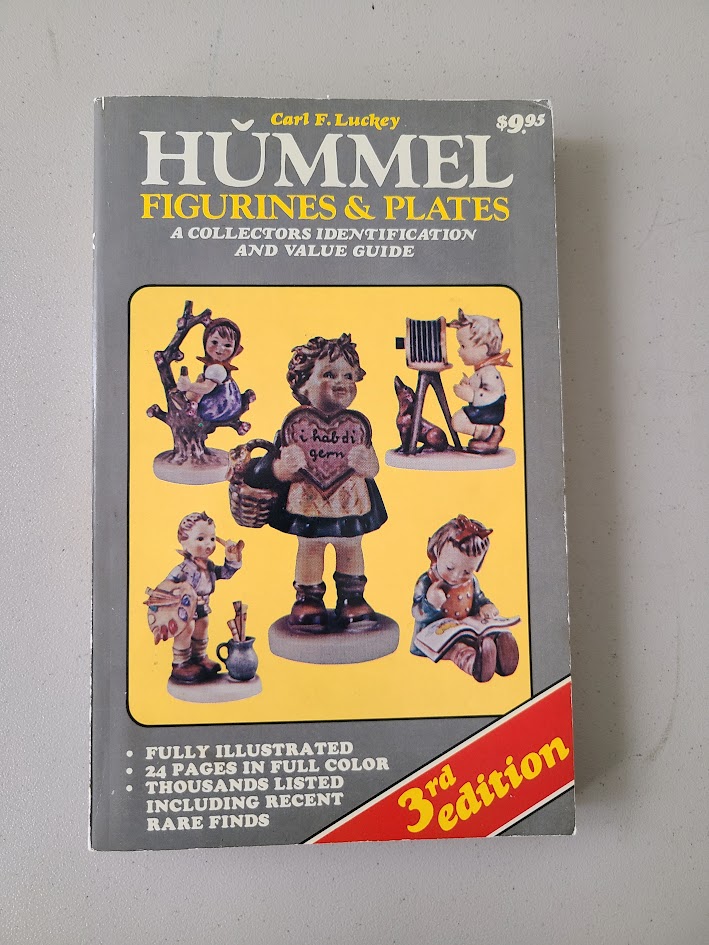 Carl F. Luckey
$9.95
HŬMMEL
FIGURINES & PLATES
A COLLECTORS IDENTIFICATION
AND VALUE GUIDE
i hab di
gern
• FULLY ILLUSTRATED
• 24 PAGES IN FULL COLOR
• THOUSANDS LISTED
INCLUDING RECENT
RARE FINDS
3rd
edition